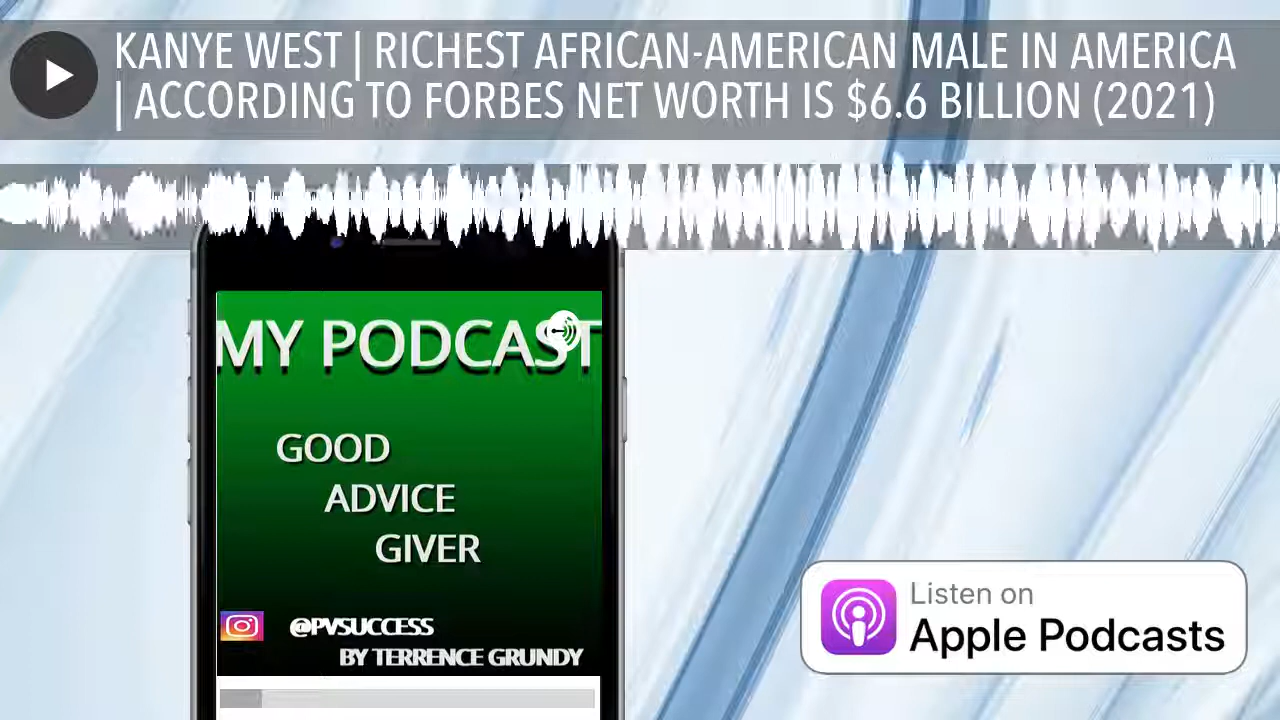 KANYE WEST | RICHEST AFRICAN-AMERICAN MALE IN AMERICA
| ACCORDING TO FORBES NET WORTH IS $6.6 BILLION (2021)
MY PODCAST
GOOD
ADVICE
GIVER
@PVSUCCESS
BY TERRENCE GRUNDY
Listen on
Apple Podcasts